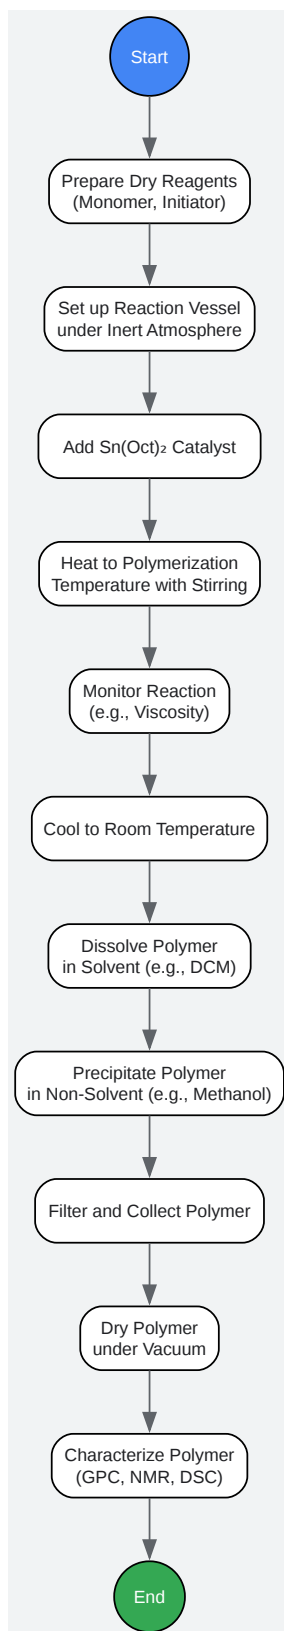 Start
Prepare Dry Reagents
(Monomer, Initiator)
Set up Reaction Vessel
under Inert Atmosphere
Add Sn(Oct)₂ Catalyst
Heat to Polymerization
Temperature with Stirring
Monitor Reaction
(e.g., Viscosity)
Cool to Room Temperature
Dissolve Polymer
in Solvent (e.g., DCM)
Precipitate Polymer
in Non-Solvent (e.g., Methanol)
Filter and Collect Polymer
Dry Polymer
under Vacuum
Characterize Polymer
(GPC, NMR, DSC)
End